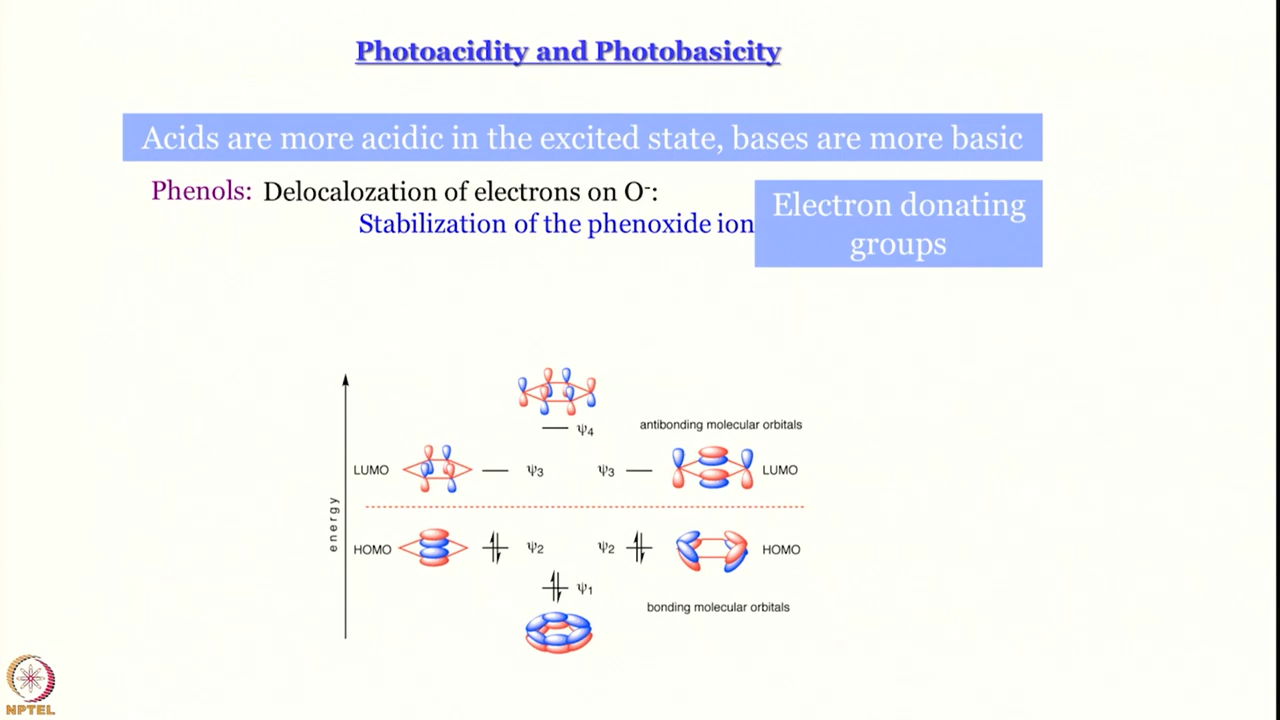 Photoacidity and Photobasicity
Acids are more acidic in the excited state, bases are more basic
Phenols: Delocalozation of electrons on O⁻:
Stabilization of the phenoxide ion
Electron donating
groups
ψ4
antibonding molecular orbitals
LUMO
ψ3
ψ3
LUMO
energy
HOMO
ψ2
ψ2
HOMO
ψ1
bonding molecular orbitals
NPTEL